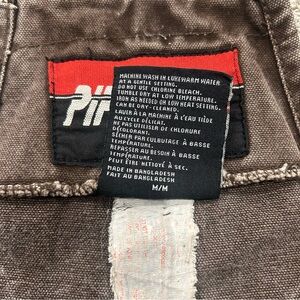 PIP
MACHINE WASH IN LUKEWARM WATER
AT A GENTLE SETTING.
DO NOT USE CHLORINE BLEACH.
TUMBLE DRY AT LOW TEMPERATURE.
IRON AS NEEDED ON LOW HEAT SETTING.
CAN BE DRY-CLEANED.
LAVER À LA MACHINE À L'EAU TIÈDE
AU CYCLE DÉLICAT.
NE PAS UTILISER DE CHLORURE
DÉCOLORANT.
SÉCHER PAR CULBUTAGE À BASSE
TEMPÉRATURE.
REPASSER AU BESOIN À BASSE
TEMPÉRATURE.
PEUT ÊTRE NETTOYÉ À SEC.
MADE IN BANGLADESH
FAIT AU BANGLADESH
M/M